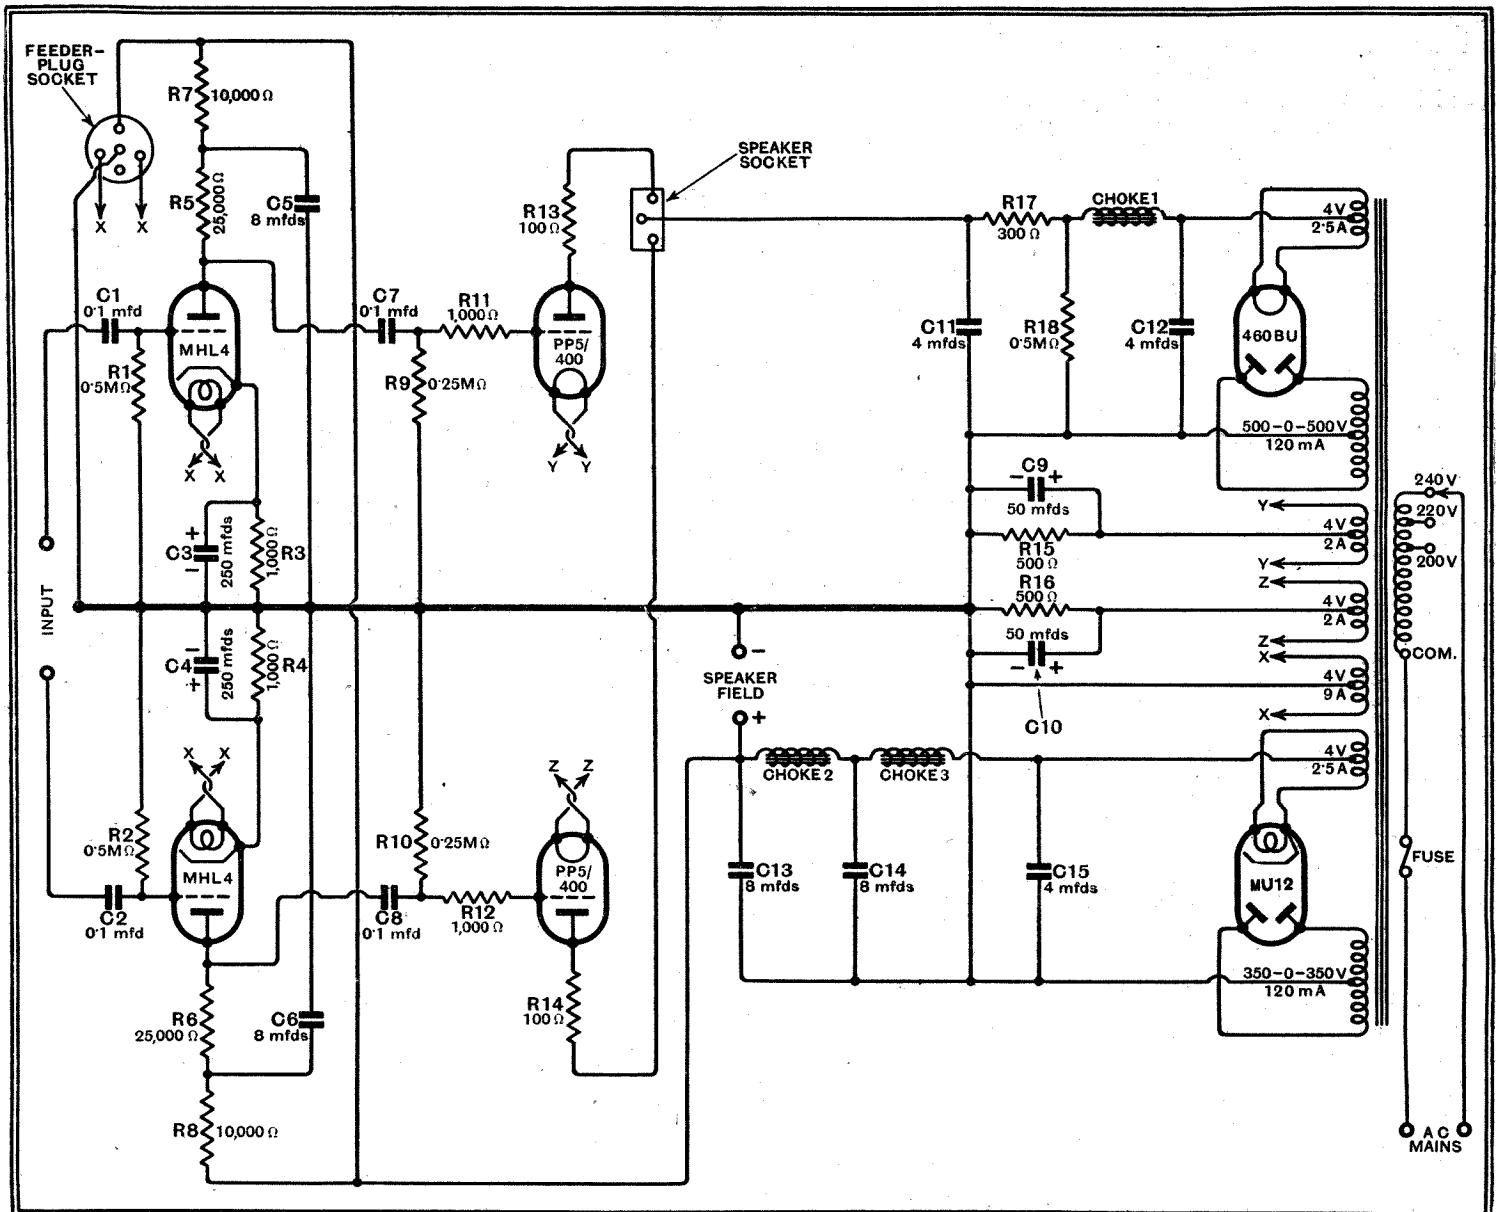 FEEDER-
PLUG
SOCKET
R7 10,000 Ω
R5 25,000 Ω
C5
8 mfds
X X
C1
0·1 mfd
R1
0·5MΩ
MHL4
X X
C7
0·1 mfd
R11
1,000 Ω
R9 0·25MΩ
R13
100 Ω
PP5/
400
Y Y
SPEAKER
SOCKET
R17
300 Ω
CHOKE1
C11
4 mfds
R18
0·5MΩ
C12
4 mfds
4V
2·5A
460BU
500-0-500V
120 mA
+
C3
-
250 mfds
1,000 Ω
R3
INPUT
-
C4
+
250 mfds
1,000 Ω
R4
- C9 +
50 mfds
R15
500 Ω
R16
500 Ω
50 mfds
- +
C10
Y
4V
2A
Y
Z
4V
2A
Z
X
4V
9A
X
240V
220V
200V
COM.
-
SPEAKER
FIELD
+
CHOKE2
CHOKE3
4V
2·5A
X X
R2
0·5MΩ
MHL4
C2
0·1 mfd
R10 0·25MΩ
C8
0·1 mfd
R12
1,000 Ω
Z Z
PP5/
400
C13
8 mfds
C14
8 mfds
C15
4 mfds
MU12
FUSE
350-0-350V
120 mA
R6
25,000 Ω
C6
8 mfds
R14
100 Ω
R8 10,000 Ω
AC
MAINS